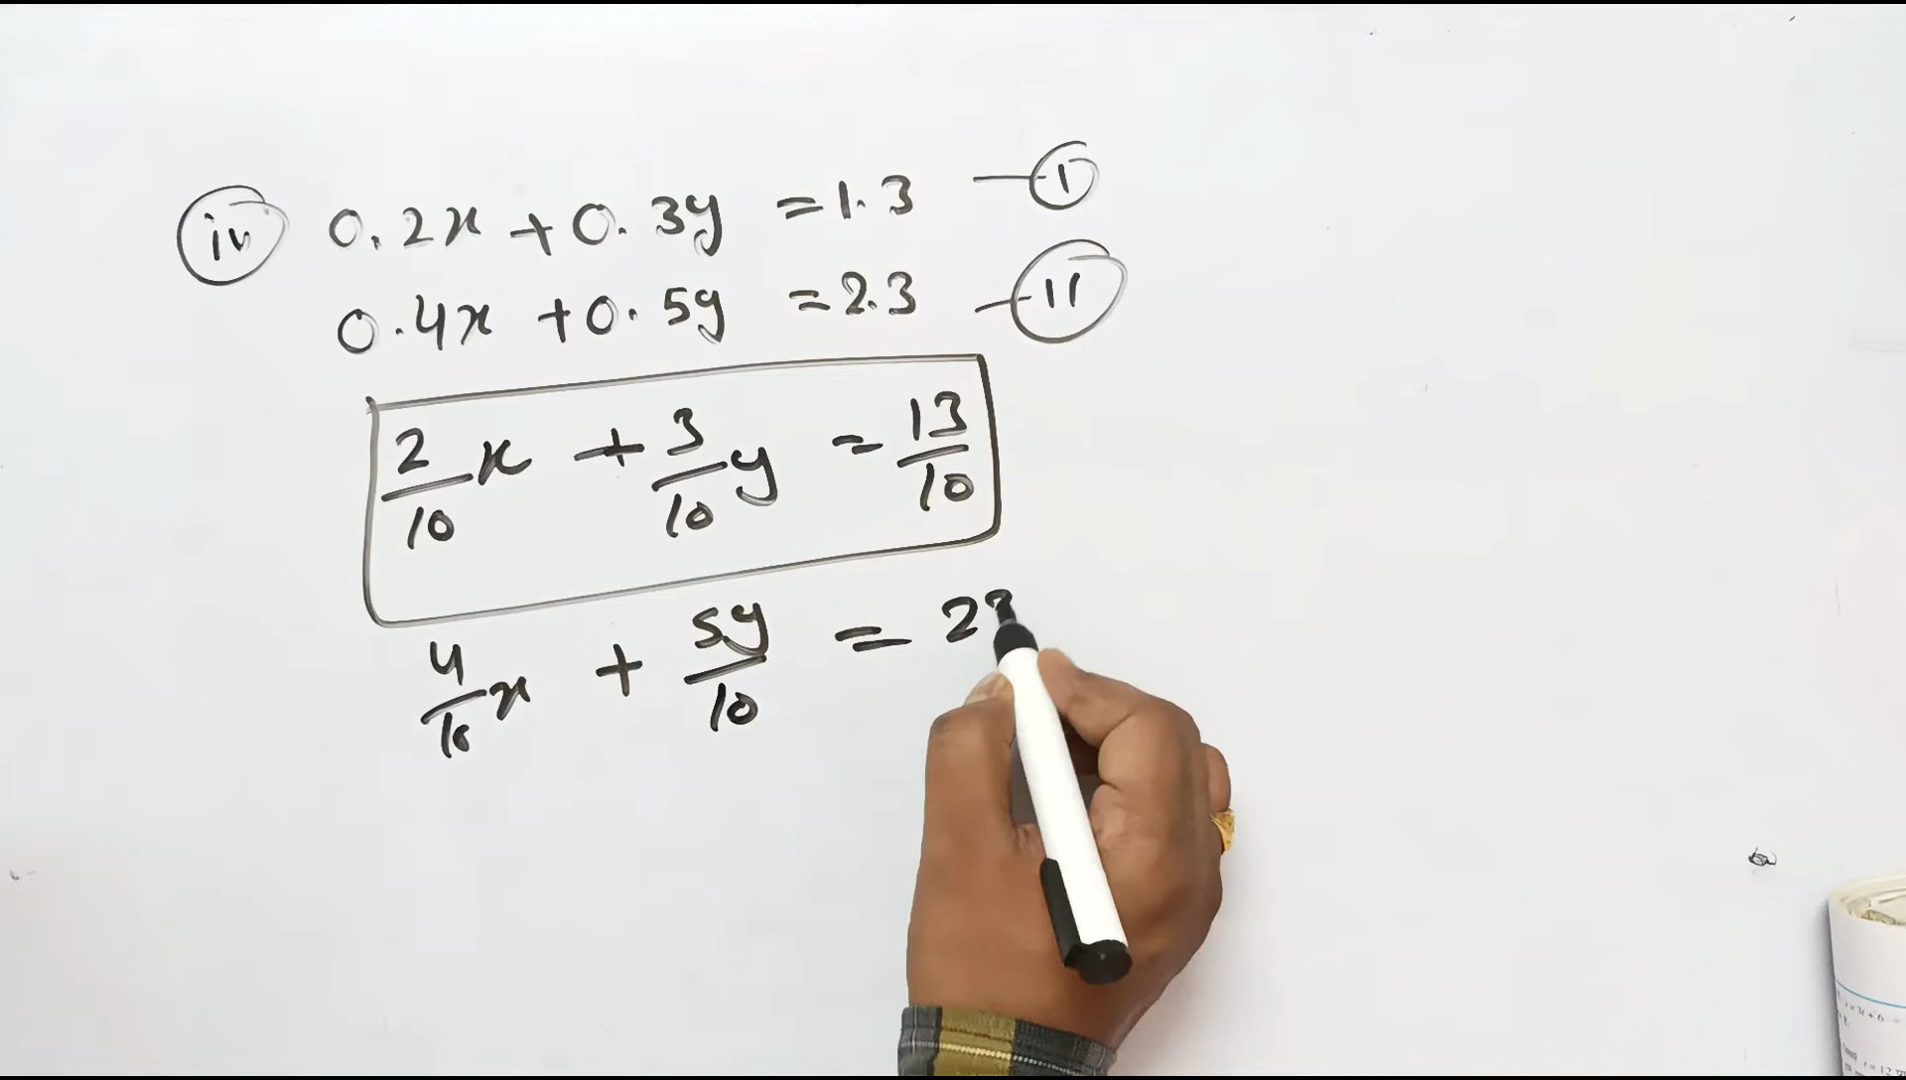 iv 0.2x + 0.3y = 1.3 — I
0.4x + 0.5y = 2.3 — II
2/10 x + 3/10 y = 13/10
4/10 x + 5y/10 = 23